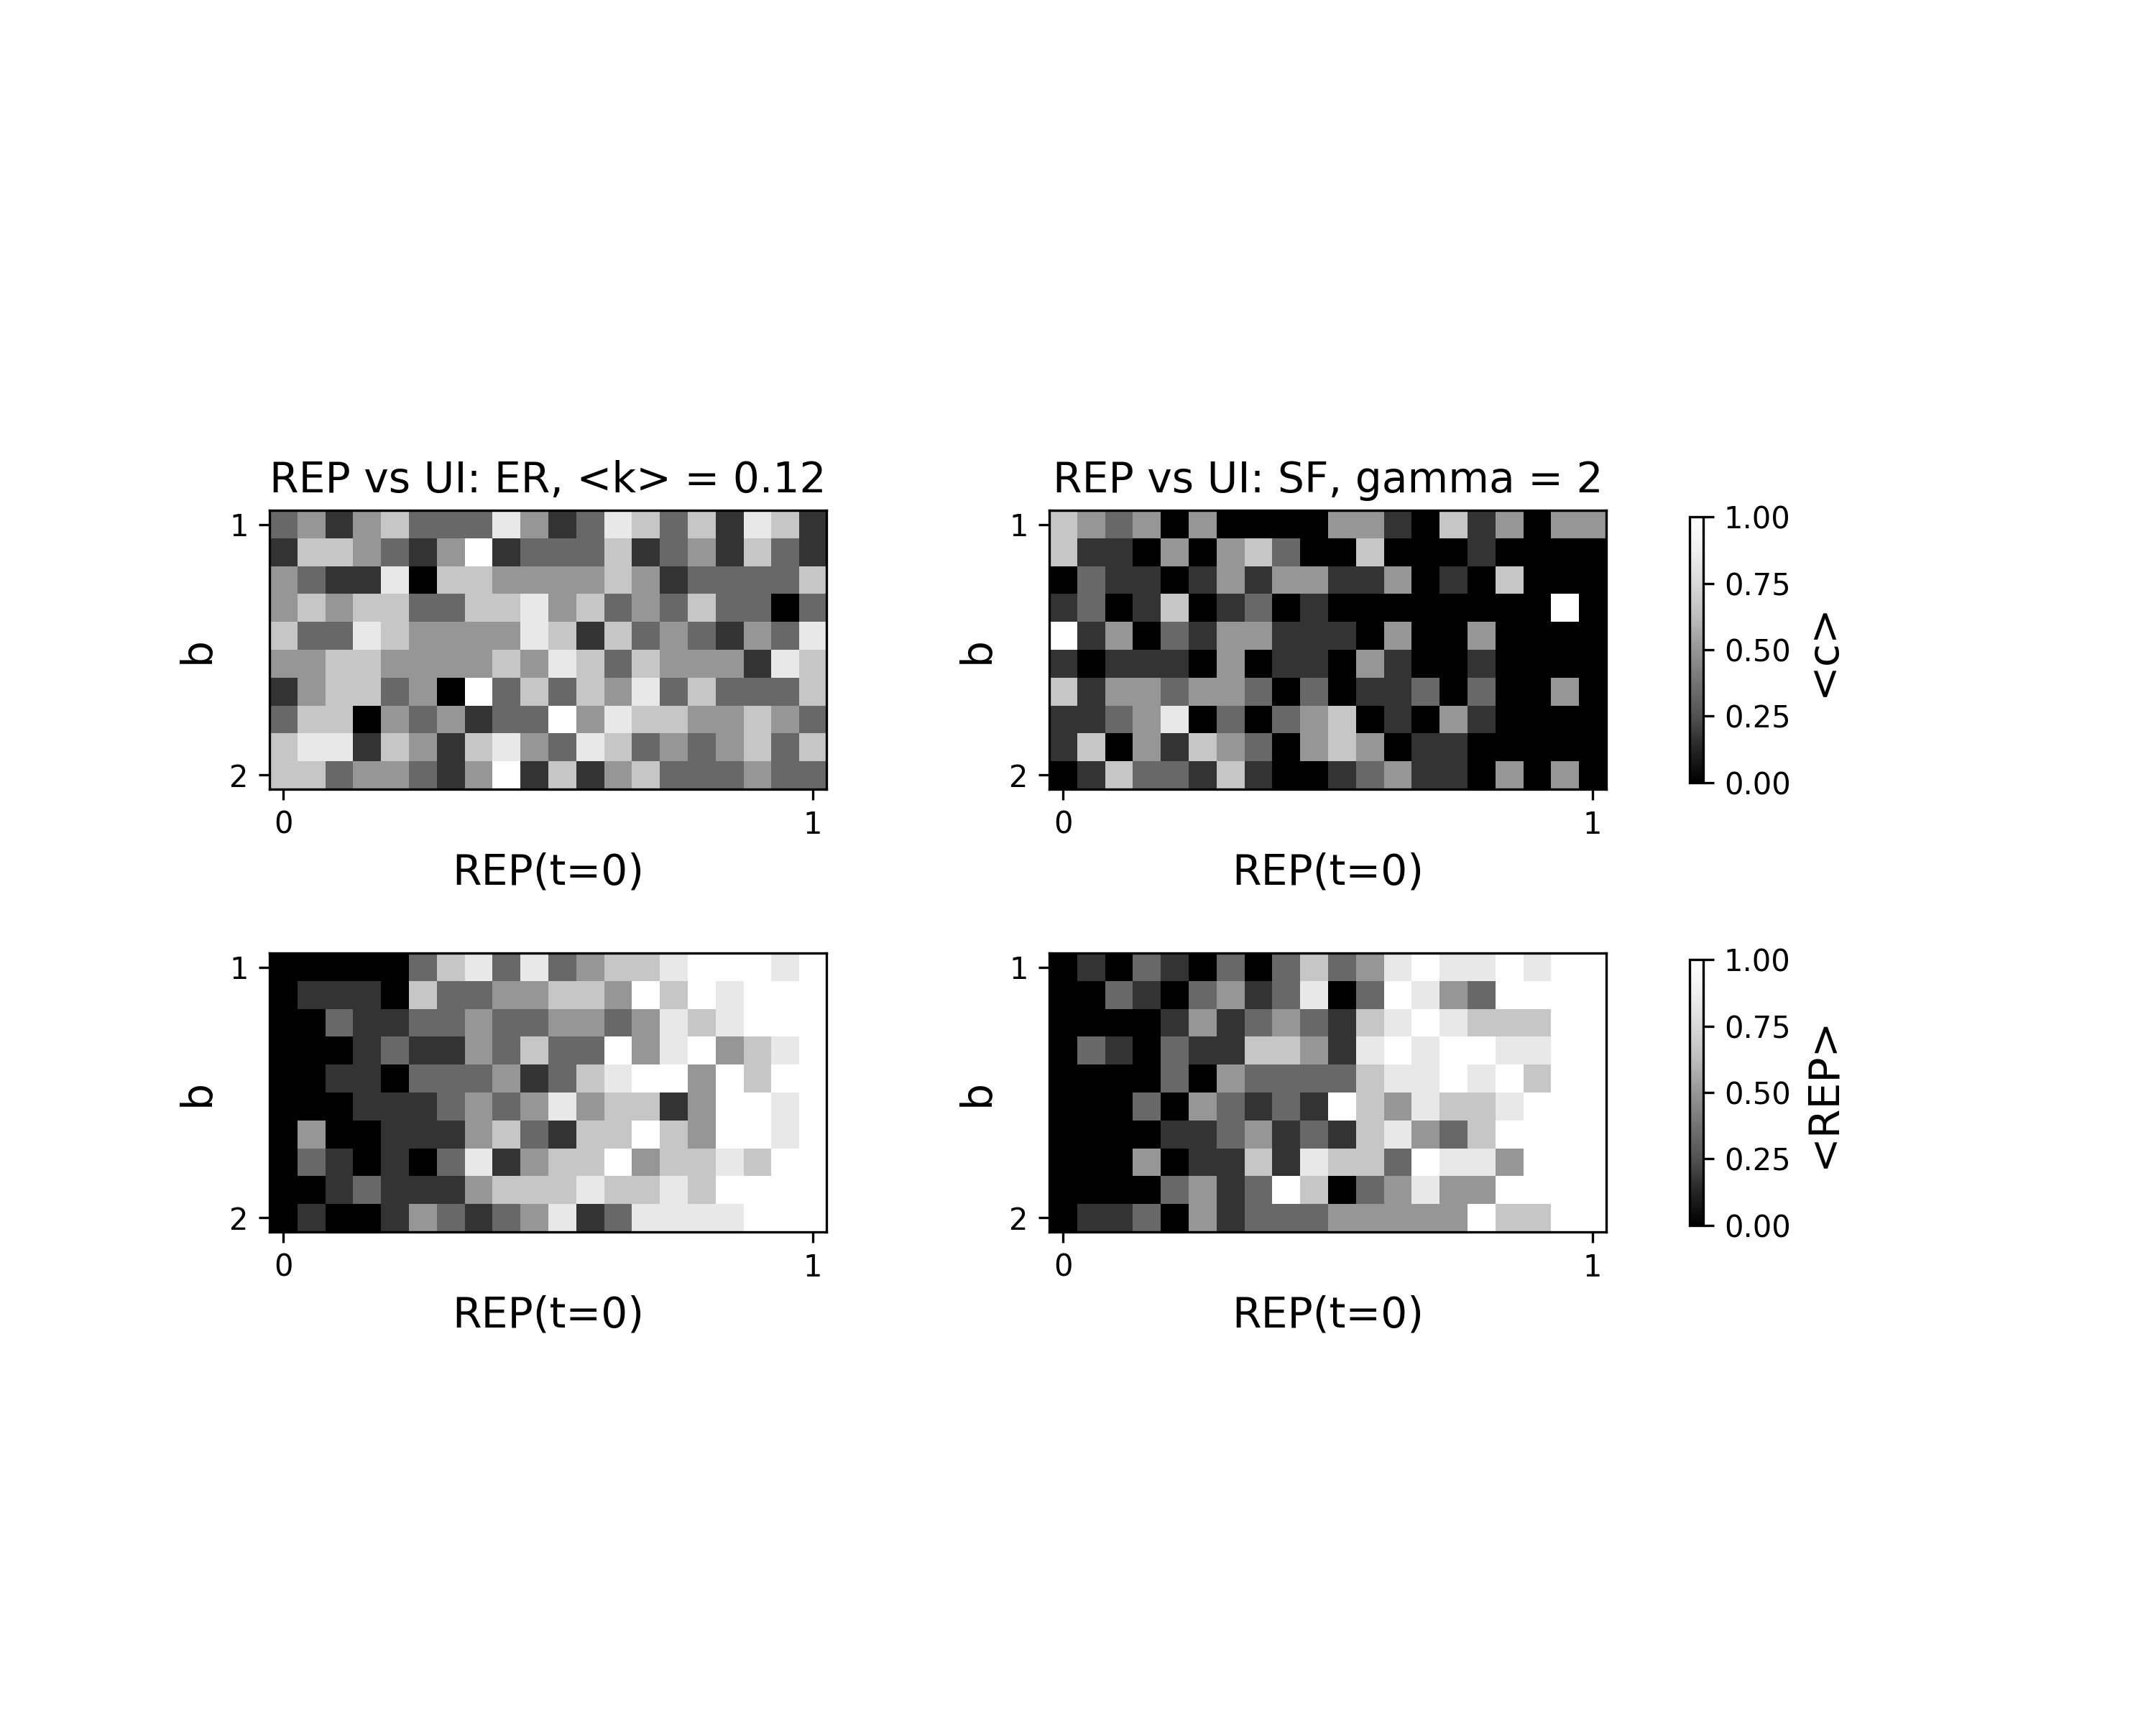 REP vs UI: ER, <k> = 0.12
REP vs UI: SF, gamma = 2
1
b
2
0
1
REP(t=0)
1
b
2
0
1
REP(t=0)
1.00
0.75
0.50
0.25
0.00
<c>
1
b
2
0
1
REP(t=0)
1
b
2
0
1
REP(t=0)
1.00
0.75
0.50
0.25
0.00
<REP>